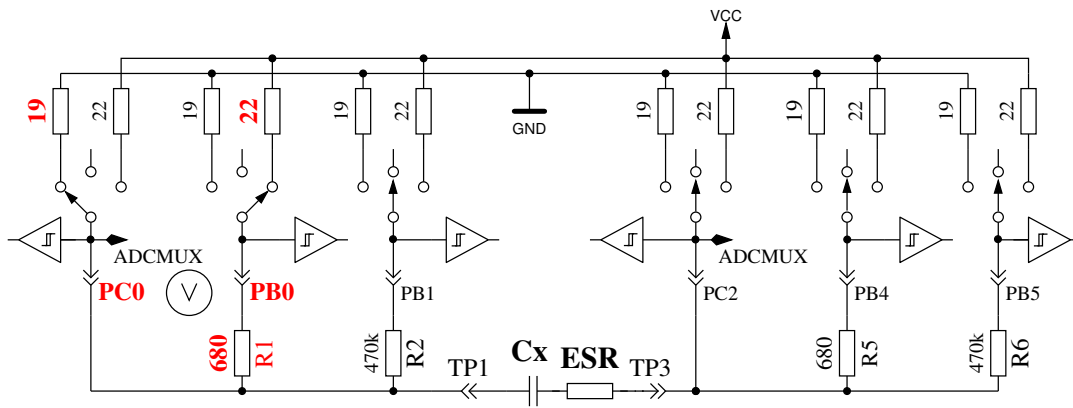 VCC
19
22
19
22
19
22
GND
19
22
19
22
19
22
ADCMUX
ADCMUX
PC0
V
PB0
PB1
PC2
PB4
PB5
680
R1
470k
R2
TP1
Cx
ESR
TP3
680
R5
470k
R6